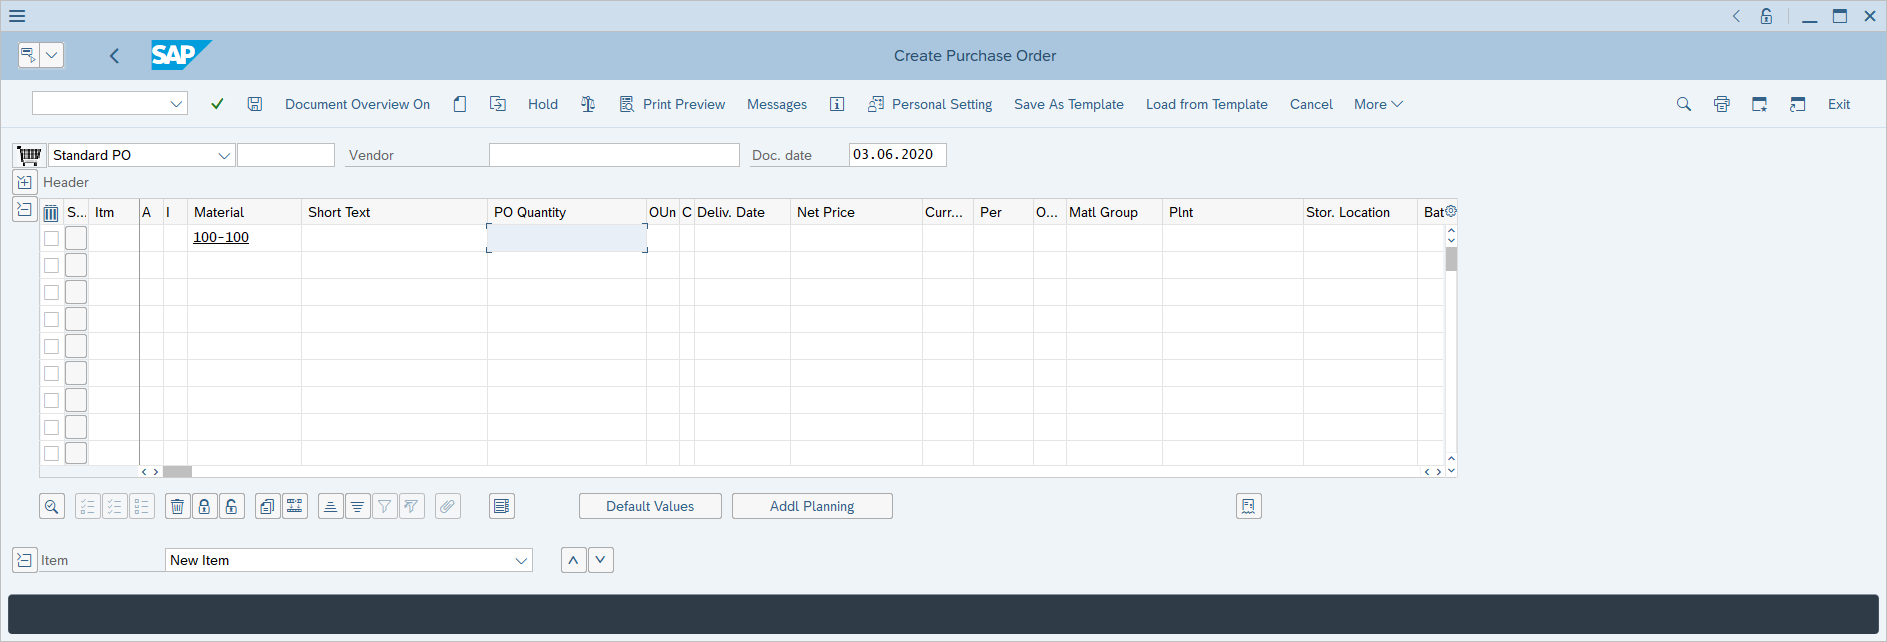 SAP
Create Purchase Order
Document Overview On Hold Print Preview Messages Personal Setting Save As Template Load from Template Cancel More Exit
Standard PO Vendor Doc. date 03.06.2020
Header
S... Itm A I Material Short Text PO Quantity OUn C Deliv. Date Net Price Curr... Per O... Matl Group Plnt Stor. Location Bat
100-100
Default Values Addl Planning
Item New Item